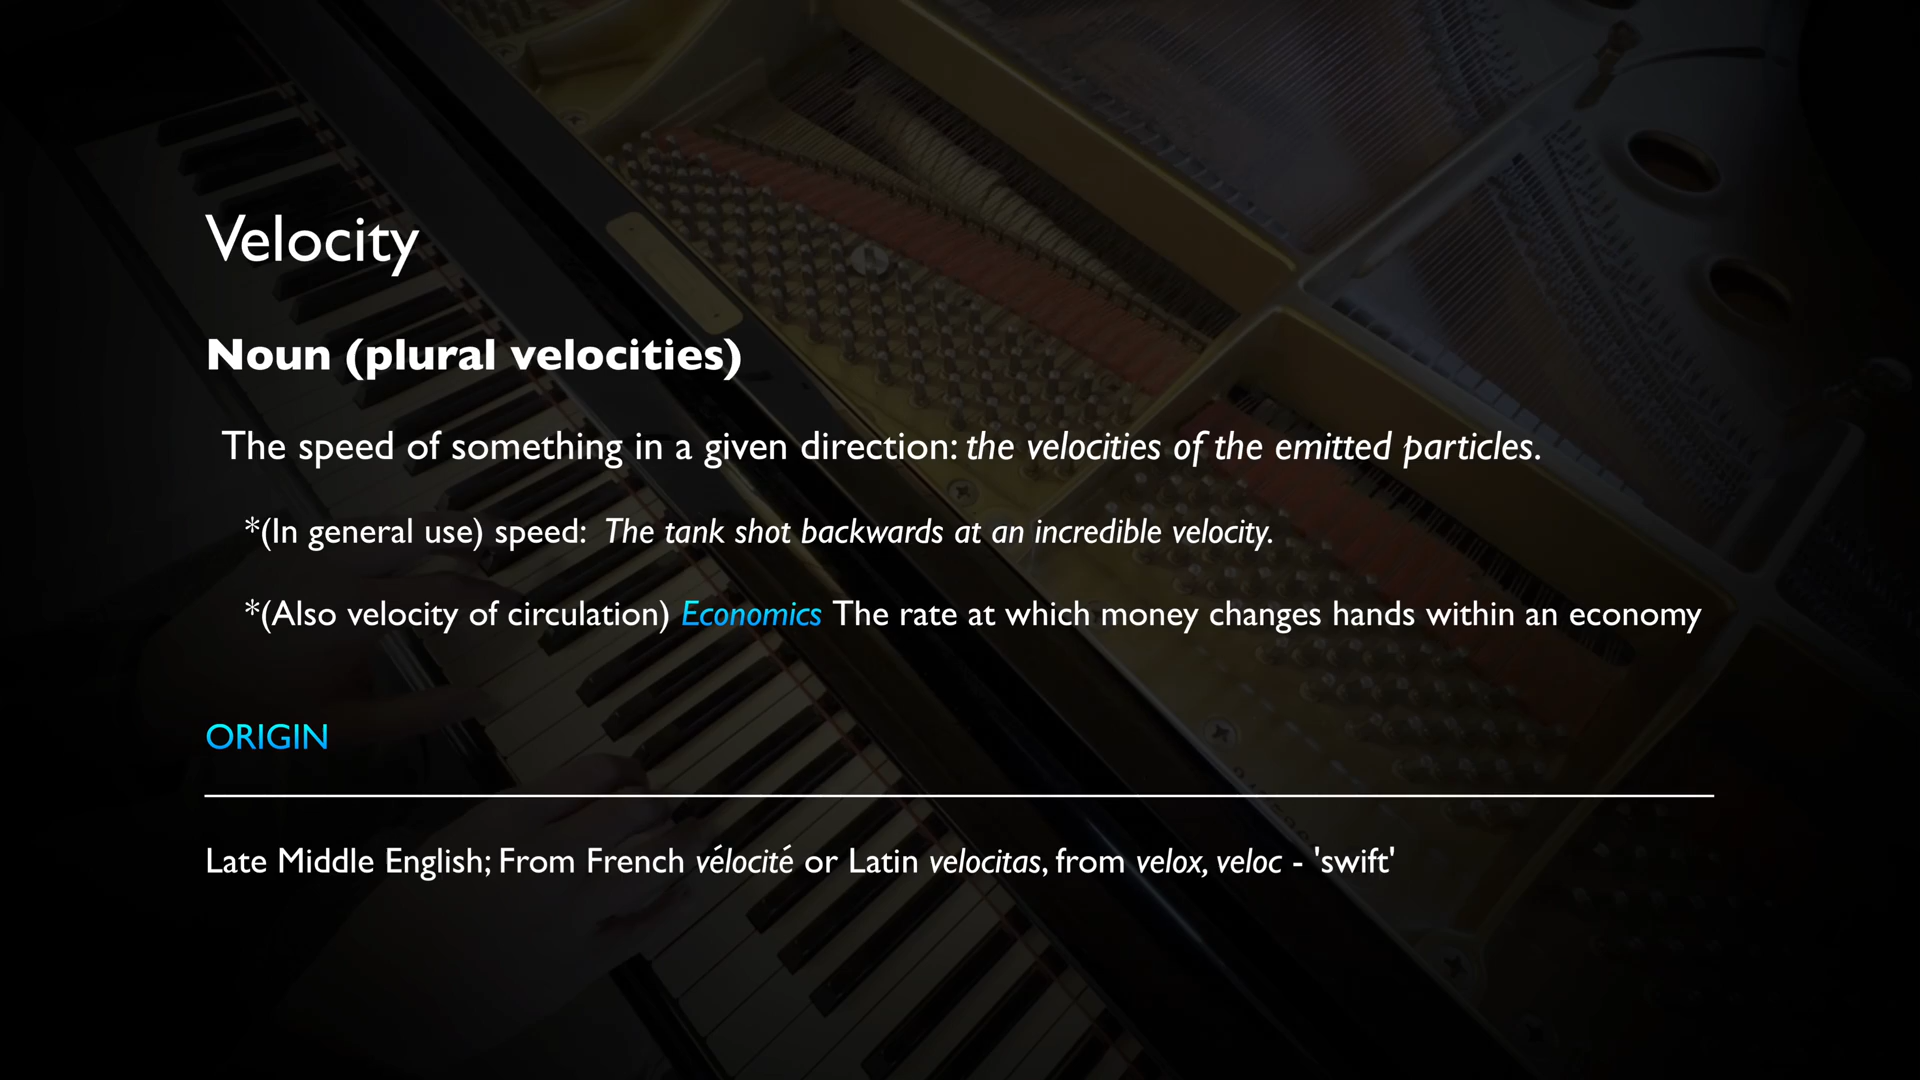 Velocity
Noun (plural velocities)
The speed of something in a given direction: the velocities of the emitted particles.
*(In general use) speed: The tank shot backwards at an incredible velocity.
*(Also velocity of circulation) Economics The rate at which money changes hands within an economy
ORIGIN
Late Middle English; From French vélocité or Latin velocitas, from velox, veloc - 'swift'